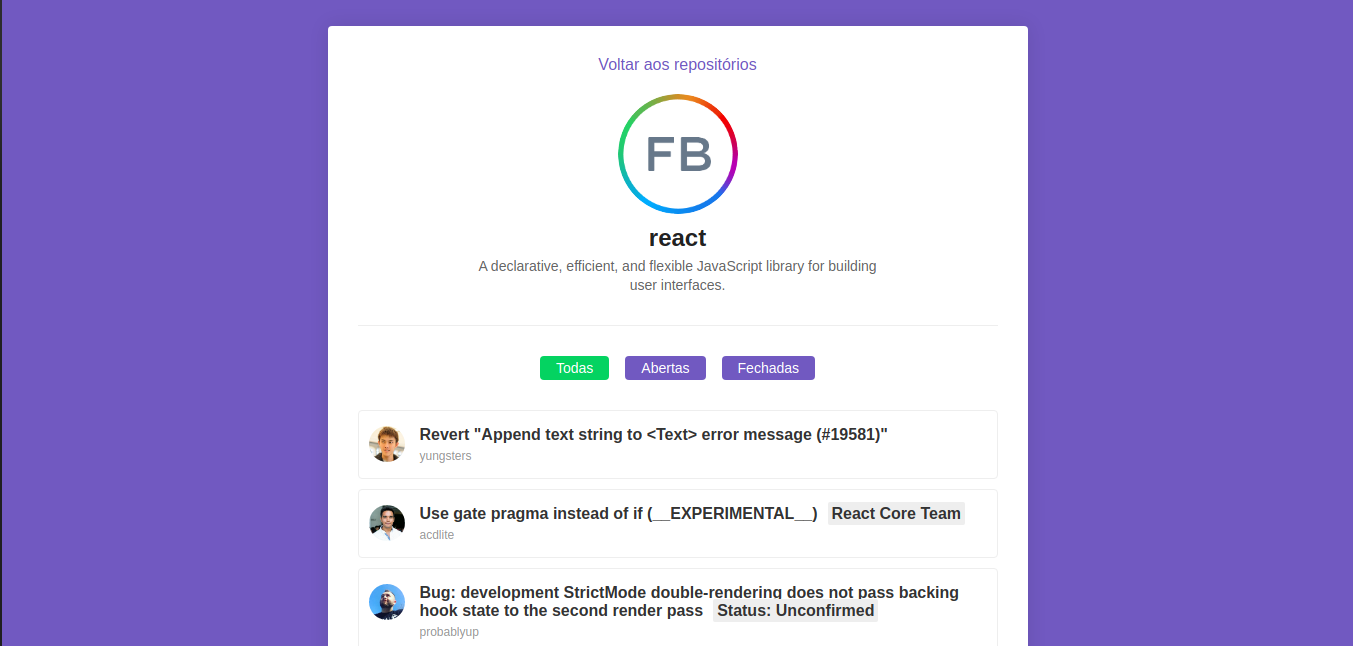 Voltar aos repositórios
FB
react
A declarative, efficient, and flexible JavaScript library for building
user interfaces.
Todas Abertas Fechadas
Revert "Append text string to <Text> error message (#19581)"
yungsters
Use gate pragma instead of if (__EXPERIMENTAL__) React Core Team
acdlite
Bug: development StrictMode double-rendering does not pass backing
hook state to the second render pass Status: Unconfirmed
probablyup